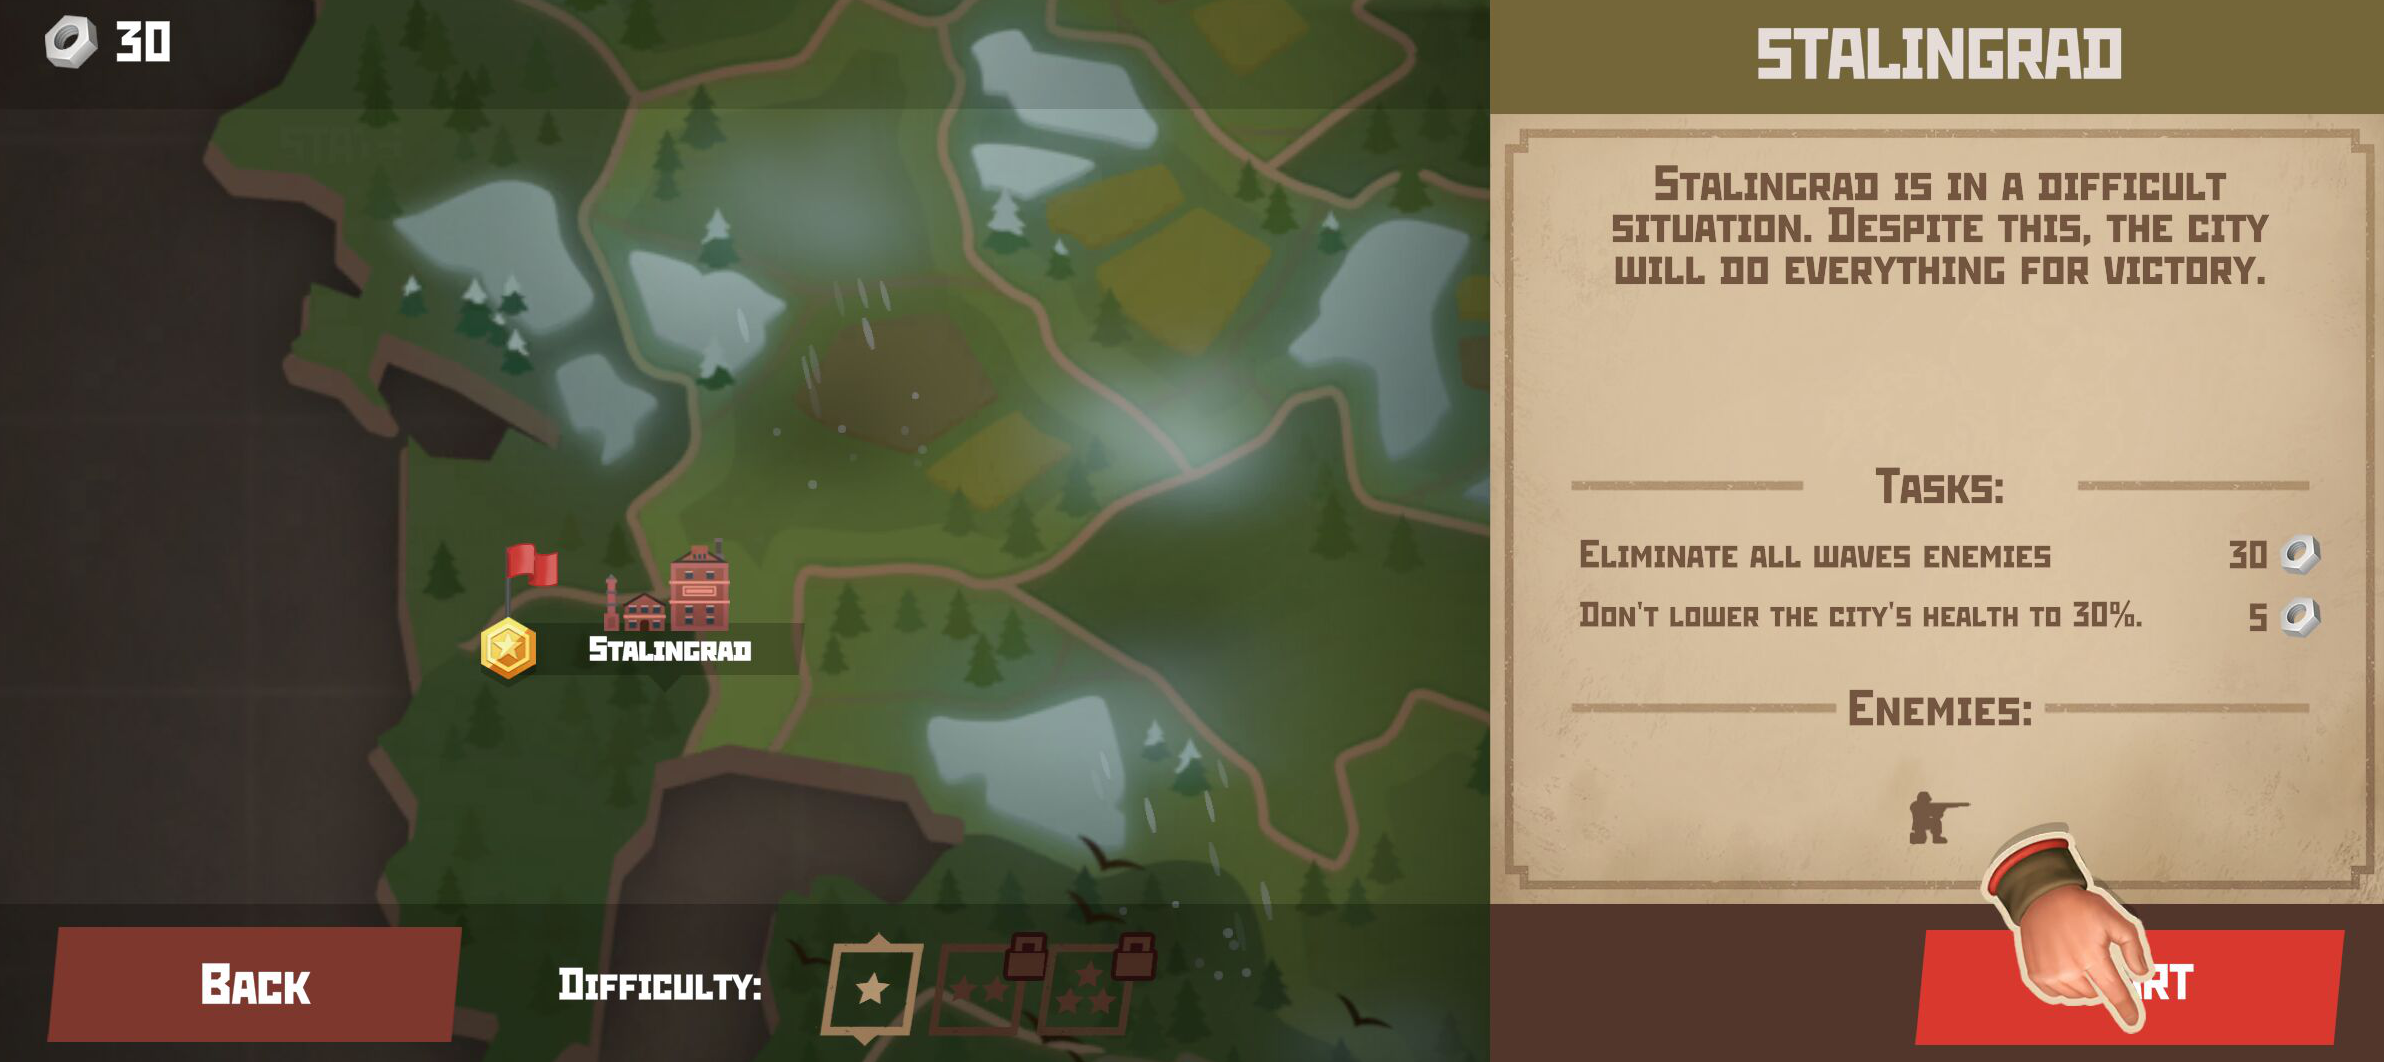 30
STATS
STALINGRAD
Stalingrad is in a difficult
situation. Despite this, the city
will do everything for victory.
Tasks:
Eliminate all waves enemies 30
Don't lower the city's health to 30%. 5
Enemies:
Stalingrad
Back
Difficulty: